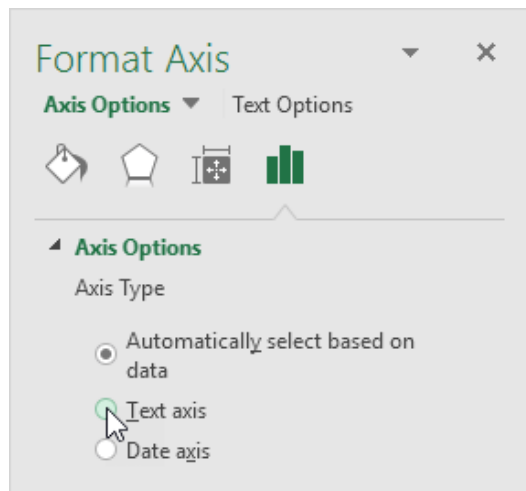 Format Axis
Axis Options Text Options
Axis Options
Axis Type
Automatically select based on
data
Text axis
Date axis